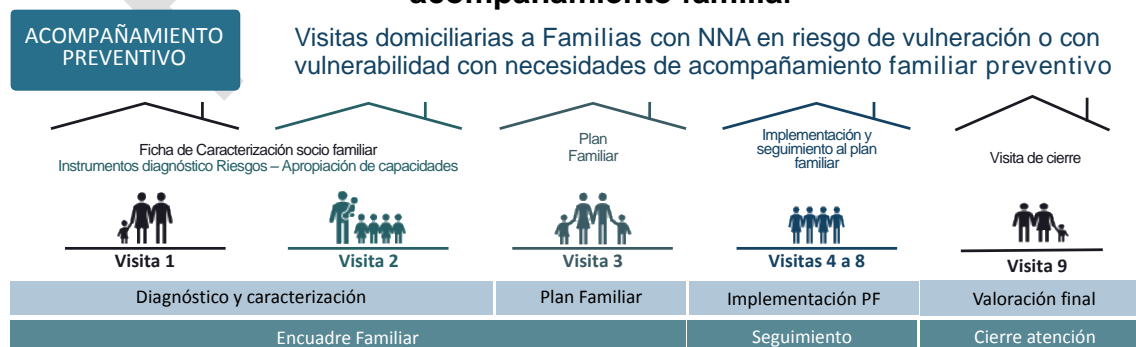 acompañamiento familiar
ACOMPAÑAMIENTO
PREVENTIVO
Visitas domiciliarias a Familias con NNA en riesgo de vulneración o con
vulnerabilidad con necesidades de acompañamiento familiar preventivo
Ficha de Caracterización socio familiar
Instrumentos diagnóstico Riesgos – Apropiación de capacidades
Plan
Familiar
Implementación y
seguimiento al plan
familiar
Visita de cierre
Visita 1
Visita 2
Visita 3
Visitas 4 a 8
Visita 9
Diagnóstico y caracterización
Plan Familiar
Implementación PF
Valoración final
Encuadre Familiar
Seguimiento
Cierre atención